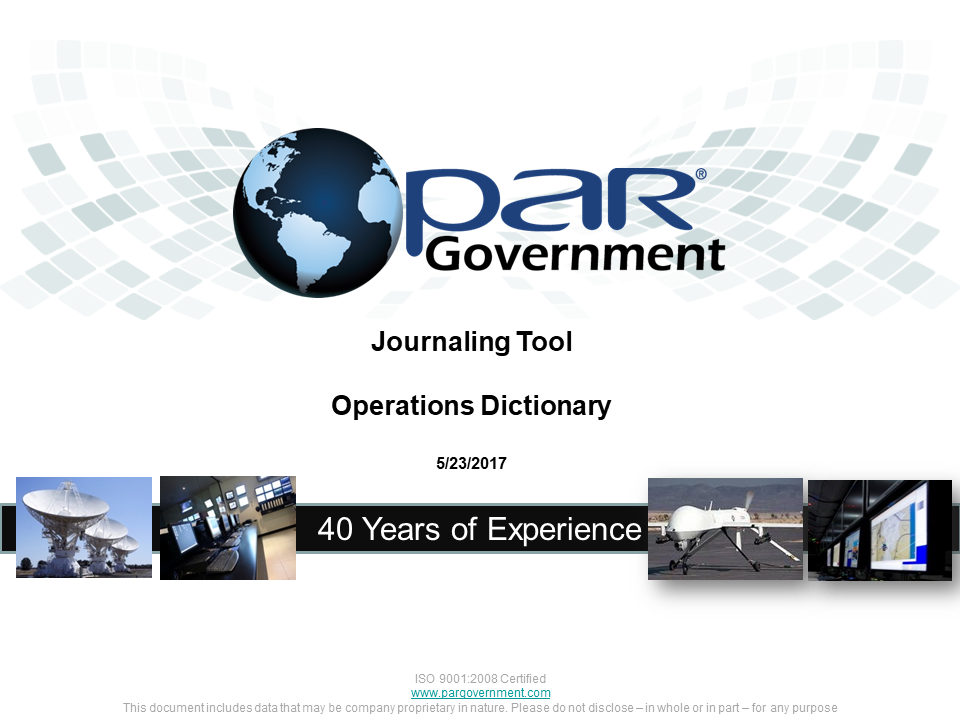 par®
Government
Journaling Tool
Operations Dictionary
5/23/2017
40 Years of Experience
ISO 9001:2008 Certified
www.pargovernment.com
This document includes data that may be company proprietary in nature. Please do not disclose – in whole or in part – for any purpose